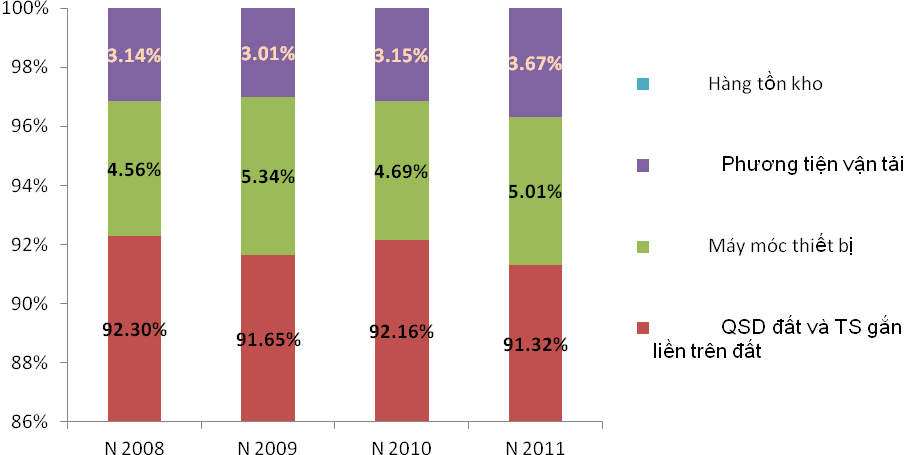 100%
98%
96%
94%
92%
90%
88%
86%
3.14%
3.01%
3.15%
3.67%
4.56%
5.34%
4.69%
5.01%
92.30%
91.65%
92.16%
91.32%
N 2008
N 2009
N 2010
N 2011
Hàng tồn kho
Phương tiện vận tải
Máy móc thiết bị
QSD đất và TS gắn
liền trên đất